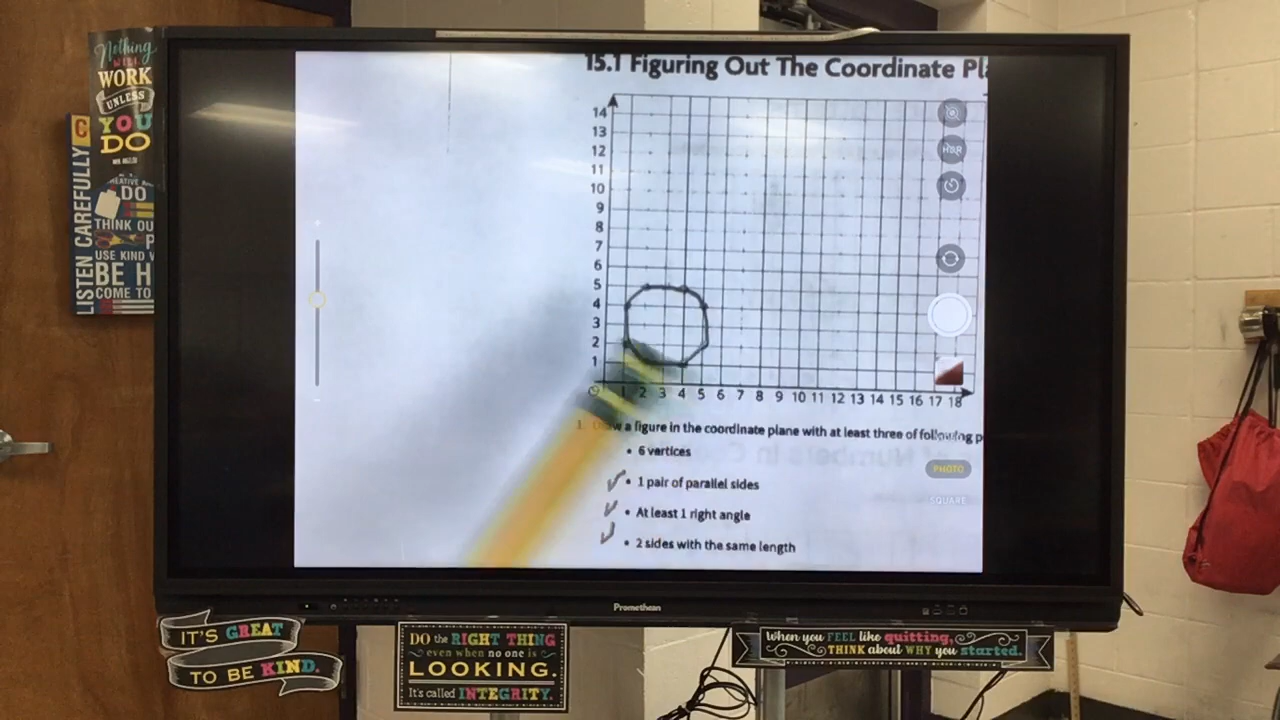 Nothing
WILL
WORK
UNLESS
YOU
DO
LISTEN CAREFULLY
C
DO
THINK OU
USE KIND
BE H
COME TO
15.1 Figuring Out The Coordinate Pla
14
13
12
11
10
9
8
7
6
5
4
3
2
1
1 2 3 4 5 6 7 8 9 10 11 12 13 14 15 16 17 18
HDR
PHOTO
SQUARE
1. a figure in the coordinate plane with at least three of following p
• 6 vertices
• 1 pair of parallel sides
• At least 1 right angle
• 2 sides with the same length
Promethean
IT'S GREAT
TO BE KIND.
DO the RIGHT THING
even when no one is
LOOKING.
It's called INTEGRITY.
When you FEEL like quitting,
THINK about WHY you started.